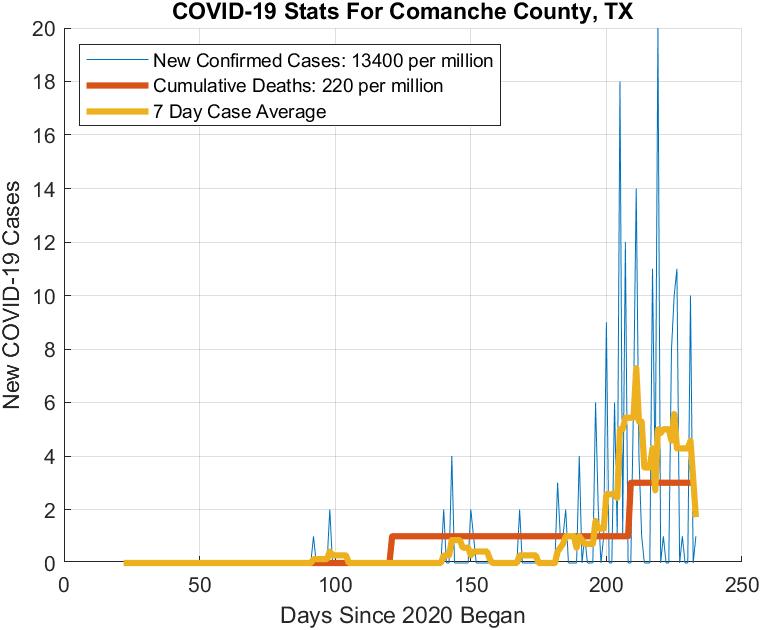 COVID-19 Stats For Comanche County, TX
New Confirmed Cases: 13400 per million
Cumulative Deaths: 220 per million
7 Day Case Average
New COVID-19 Cases
20
18
16
14
12
10
8
6
4
2
0
0 50 100 150 200 250
Days Since 2020 Began